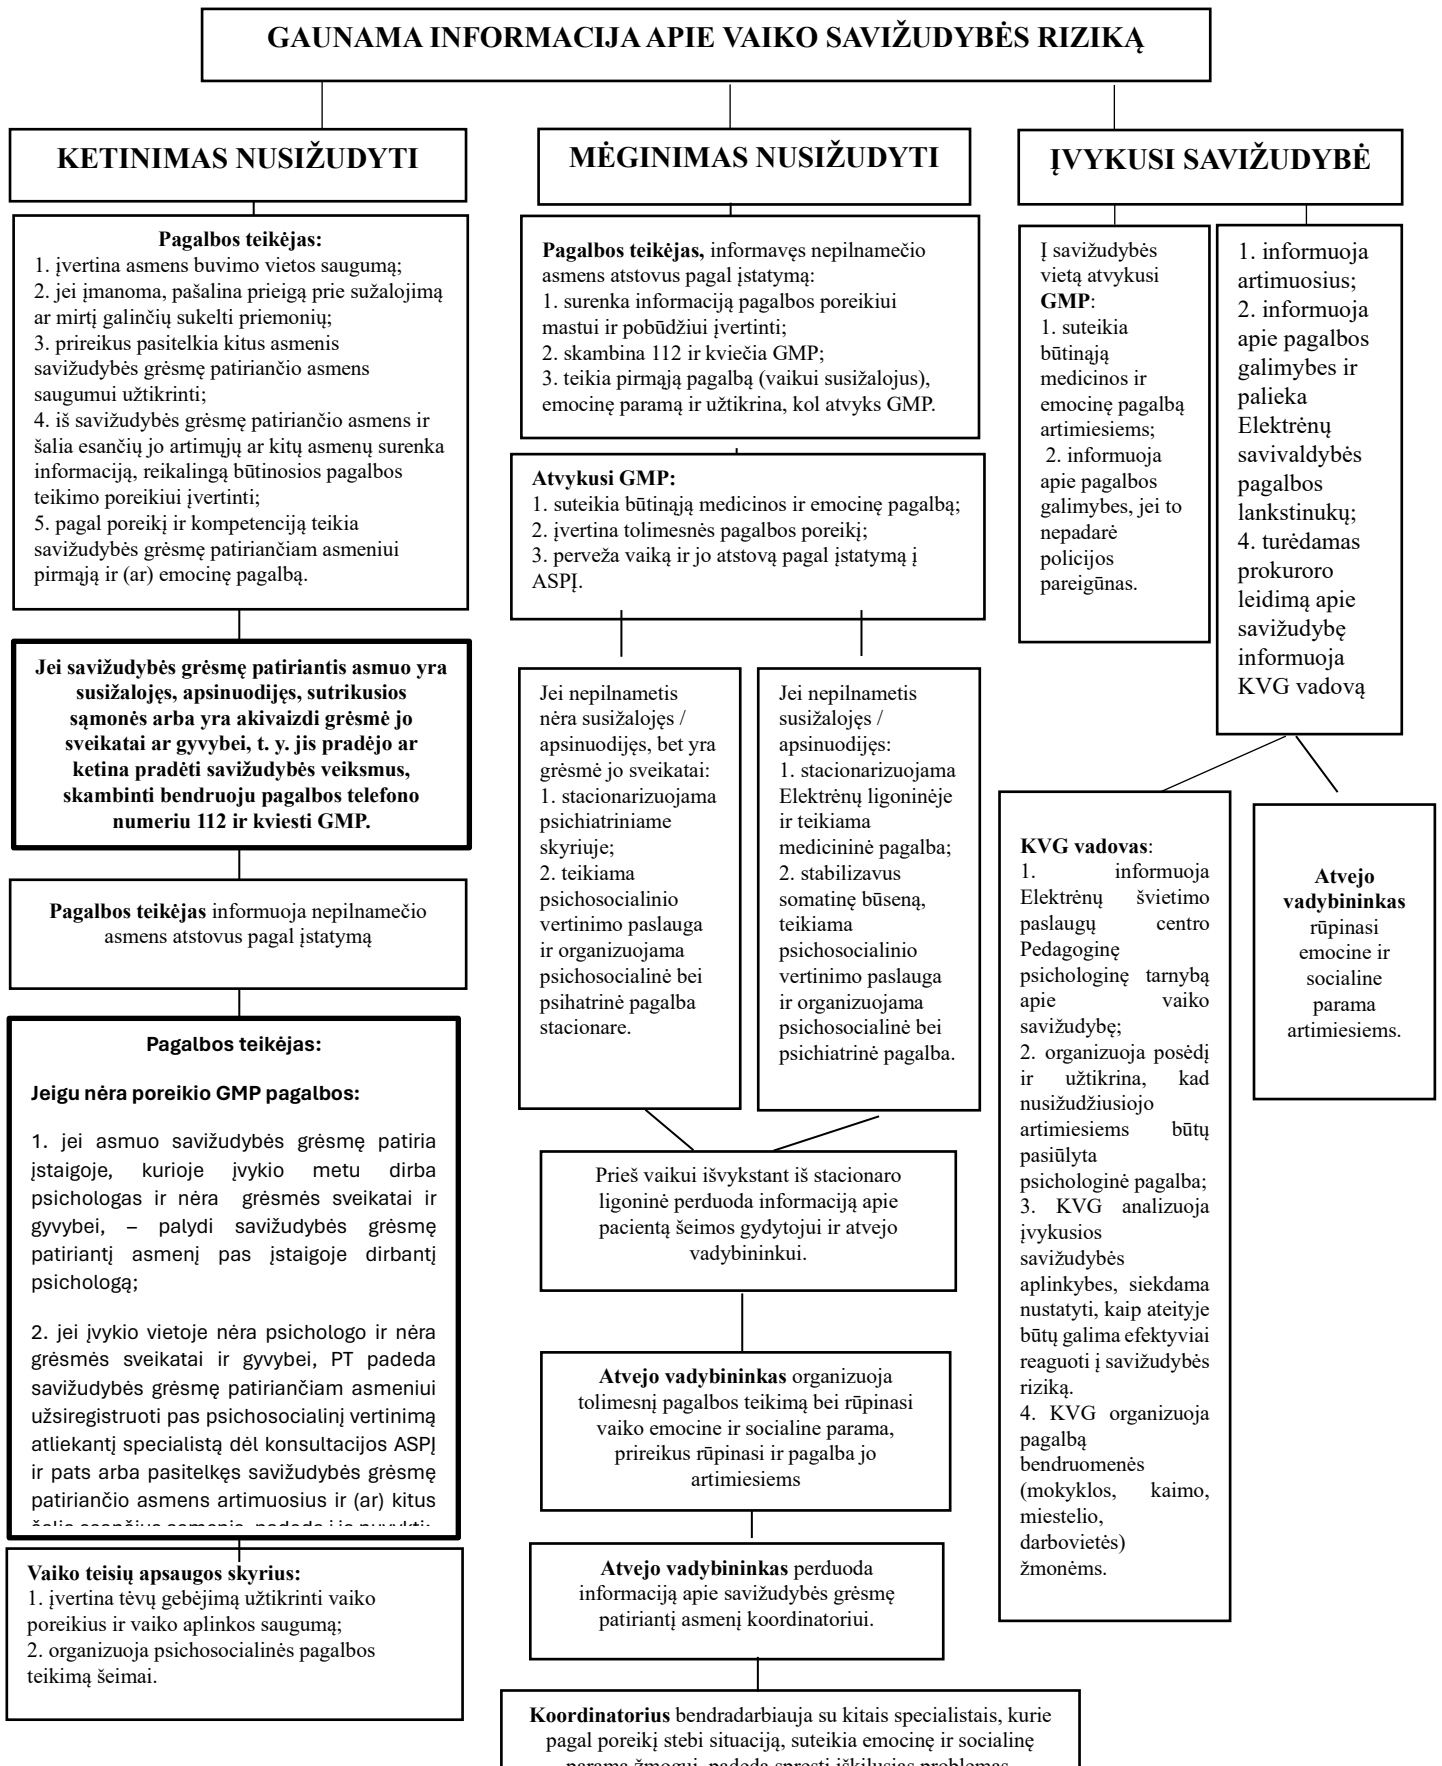 GAUNAMA INFORMACIJA APIE VAIKO SAVIŽUDYBĖS RIZIKĄ
KETINIMAS NUSIŽUDYTI
Pagalbos teikėjas:
1. įvertina asmens buvimo vietos saugumą;
2. jei įmanoma, pašalina prieigą prie sužalojimą
ar mirtį galinčių sukelti priemonių;
3. prireikus pasitelkia kitus asmenis
savižudybės grėsmę patiriančio asmens
saugumui užtikrinti;
4. iš savižudybės grėsmę patiriančio asmens ir
šalia esančių jo artimųjų ar kitų asmenų surenka
informaciją, reikalingą būtinosios pagalbos
teikimo poreikiui įvertinti;
5. pagal poreikį ir kompetenciją teikia
savižudybės grėsmę patiriančiam asmeniui
pirmąją ir (ar) emocinę pagalbą.
Jei savižudybės grėsmę patiriantis asmuo yra
susižalojęs, apsinuodijęs, sutrikusios
sąmonės arba yra akivaizdi grėsmė jo
sveikatai ar gyvybei, t. y. jis pradėjo ar
ketina pradėti savižudybės veiksmus,
skambinti bendruoju pagalbos telefono
numeriu 112 ir kviesti GMP.
Pagalbos teikėjas informuoja nepilnamečio
asmens atstovus pagal įstatymą
Pagalbos teikėjas:
Jeigu nėra poreikio GMP pagalbos:
1. jei asmuo savižudybės grėsmę patiria
įstaigoje, kurioje įvykio metu dirba
psichologas ir nėra grėsmės sveikatai ir
gyvybei, – palydi savižudybės grėsmę
patiriantį asmenį pas įstaigoje dirbantį
psichologą;
2. jei įvykio vietoje nėra psichologo ir nėra
grėsmės sveikatai ir gyvybei, PT padeda
savižudybės grėsmę patiriančiam asmeniui
užsiregistruoti pas psichosocialinį vertinimą
atliekantį specialistą dėl konsultacijos ASPĮ
ir pats arba pasitelkęs savižudybės grėsmę
patiriančio asmens artimuosius ir (ar) kitus
Vaiko teisių apsaugos skyrius:
1. įvertina tėvų gebėjimą užtikrinti vaiko
poreikius ir vaiko aplinkos saugumą;
2. organizuoja psichosocialinės pagalbos
teikimą šeimai.
MĖGINIMAS NUSIŽUDYTI
Pagalbos teikėjas, informavęs nepilnamečio
asmens atstovus pagal įstatymą:
1. surenka informaciją pagalbos poreikiui
mastui ir pobūdžiui įvertinti;
2. skambina 112 ir kviečia GMP;
3. teikia pirmąją pagalbą (vaikui susižalojus),
emocinę paramą ir užtikrina, kol atvyks GMP.
Atvykusi GMP:
1. suteikia būtinąją medicinos ir emocinę pagalbą;
2. įvertina tolimesnės pagalbos poreikį;
3. perveža vaiką ir jo atstovą pagal įstatymą į
ASPĮ.
Jei nepilnametis
nėra susižalojęs /
apsinuodijęs, bet yra
grėsmė jo sveikatai:
1. stacionarizuojama
psichiatriniame
skyriuje;
2. teikiama
psichosocialinio
vertinimo paslauga
ir organizuojama
psichosocialinė bei
psihatrinė pagalba
stacionare.
Jei nepilnametis
susižalojęs /
apsinuodijęs:
1. stacionarizuojama
Elektrėnų ligoninėje
ir teikiama
medicininė pagalba;
2. stabilizavus
somatinę būseną,
teikiama
psichosocialinio
vertinimo paslauga
ir organizuojama
psichosocialinė bei
psichiatrinė pagalba.
Prieš vaikui išvykstant iš stacionaro
ligoninė perduoda informaciją apie
pacientą šeimos gydytojui ir atvejo
vadybininkui.
Atvejo vadybininkas organizuoja
tolimesnį pagalbos teikimą bei rūpinasi
vaiko emocine ir socialine parama,
prireikus rūpinasi ir pagalba jo
artimiesiems
Atvejo vadybininkas perduoda
informaciją apie savižudybės grėsmę
patiriantį asmenį koordinatoriui.
Koordinatorius bendradarbiauja su kitais specialistais, kurie
pagal poreikį stebi situaciją, suteikia emocinę ir socialinę
ĮVYKUSI SAVIŽUDYBĖ
Į savižudybės
vietą atvykusi
GMP:
1. suteikia
būtinąją
medicinos ir
emocinę pagalbą
artimiesiems;
2. informuoja
apie pagalbos
galimybes, jei to
nepadarė
policijos
pareigūnas.
1. informuoja
artimuosius;
2. informuoja
apie pagalbos
galimybes ir
palieka
Elektrėnų
savivaldybės
pagalbos
lankstinukų;
4. turėdamas
prokuroro
leidimą apie
savižudybę
informuoja
KVG vadovą
KVG vadovas:
1. informuoja
Elektrėnų švietimo
paslaugų centro
Pedagoginę
psichologinę tarnybą
apie vaiko
savižudybę;
2. organizuoja posėdį
ir užtikrina, kad
nusižudžiusiojo
artimiesiems būtų
pasiūlyta
psichologinė pagalba;
3. KVG analizuoja
įvykusios
savižudybės
aplinkybes, siekdama
nustatyti, kaip ateityje
būtų galima efektyviai
reaguoti į savižudybės
riziką.
4. KVG organizuoja
pagalbą
bendruomenės
(mokyklos, kaimo,
miestelio,
darbovietės)
žmonėms.
Atvejo
vadybininkas
rūpinasi
emocine ir
socialine
parama
artimiesiems.